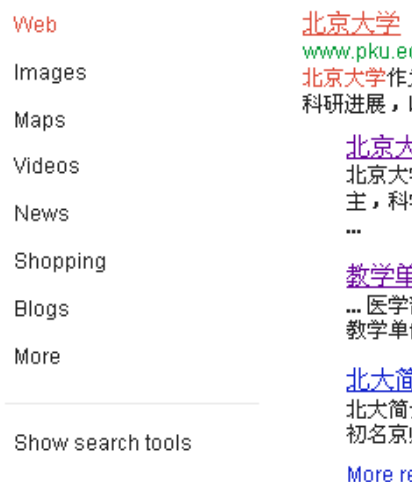 Web
Images
Maps
Videos
News
Shopping
Blogs
More
Show search tools
北京大学
www.pku.e
北京大学作
科研进展，
北京大
北京大
主，科
...
教学单
... 医学
教学单
北大简
北大简
初名京
More re